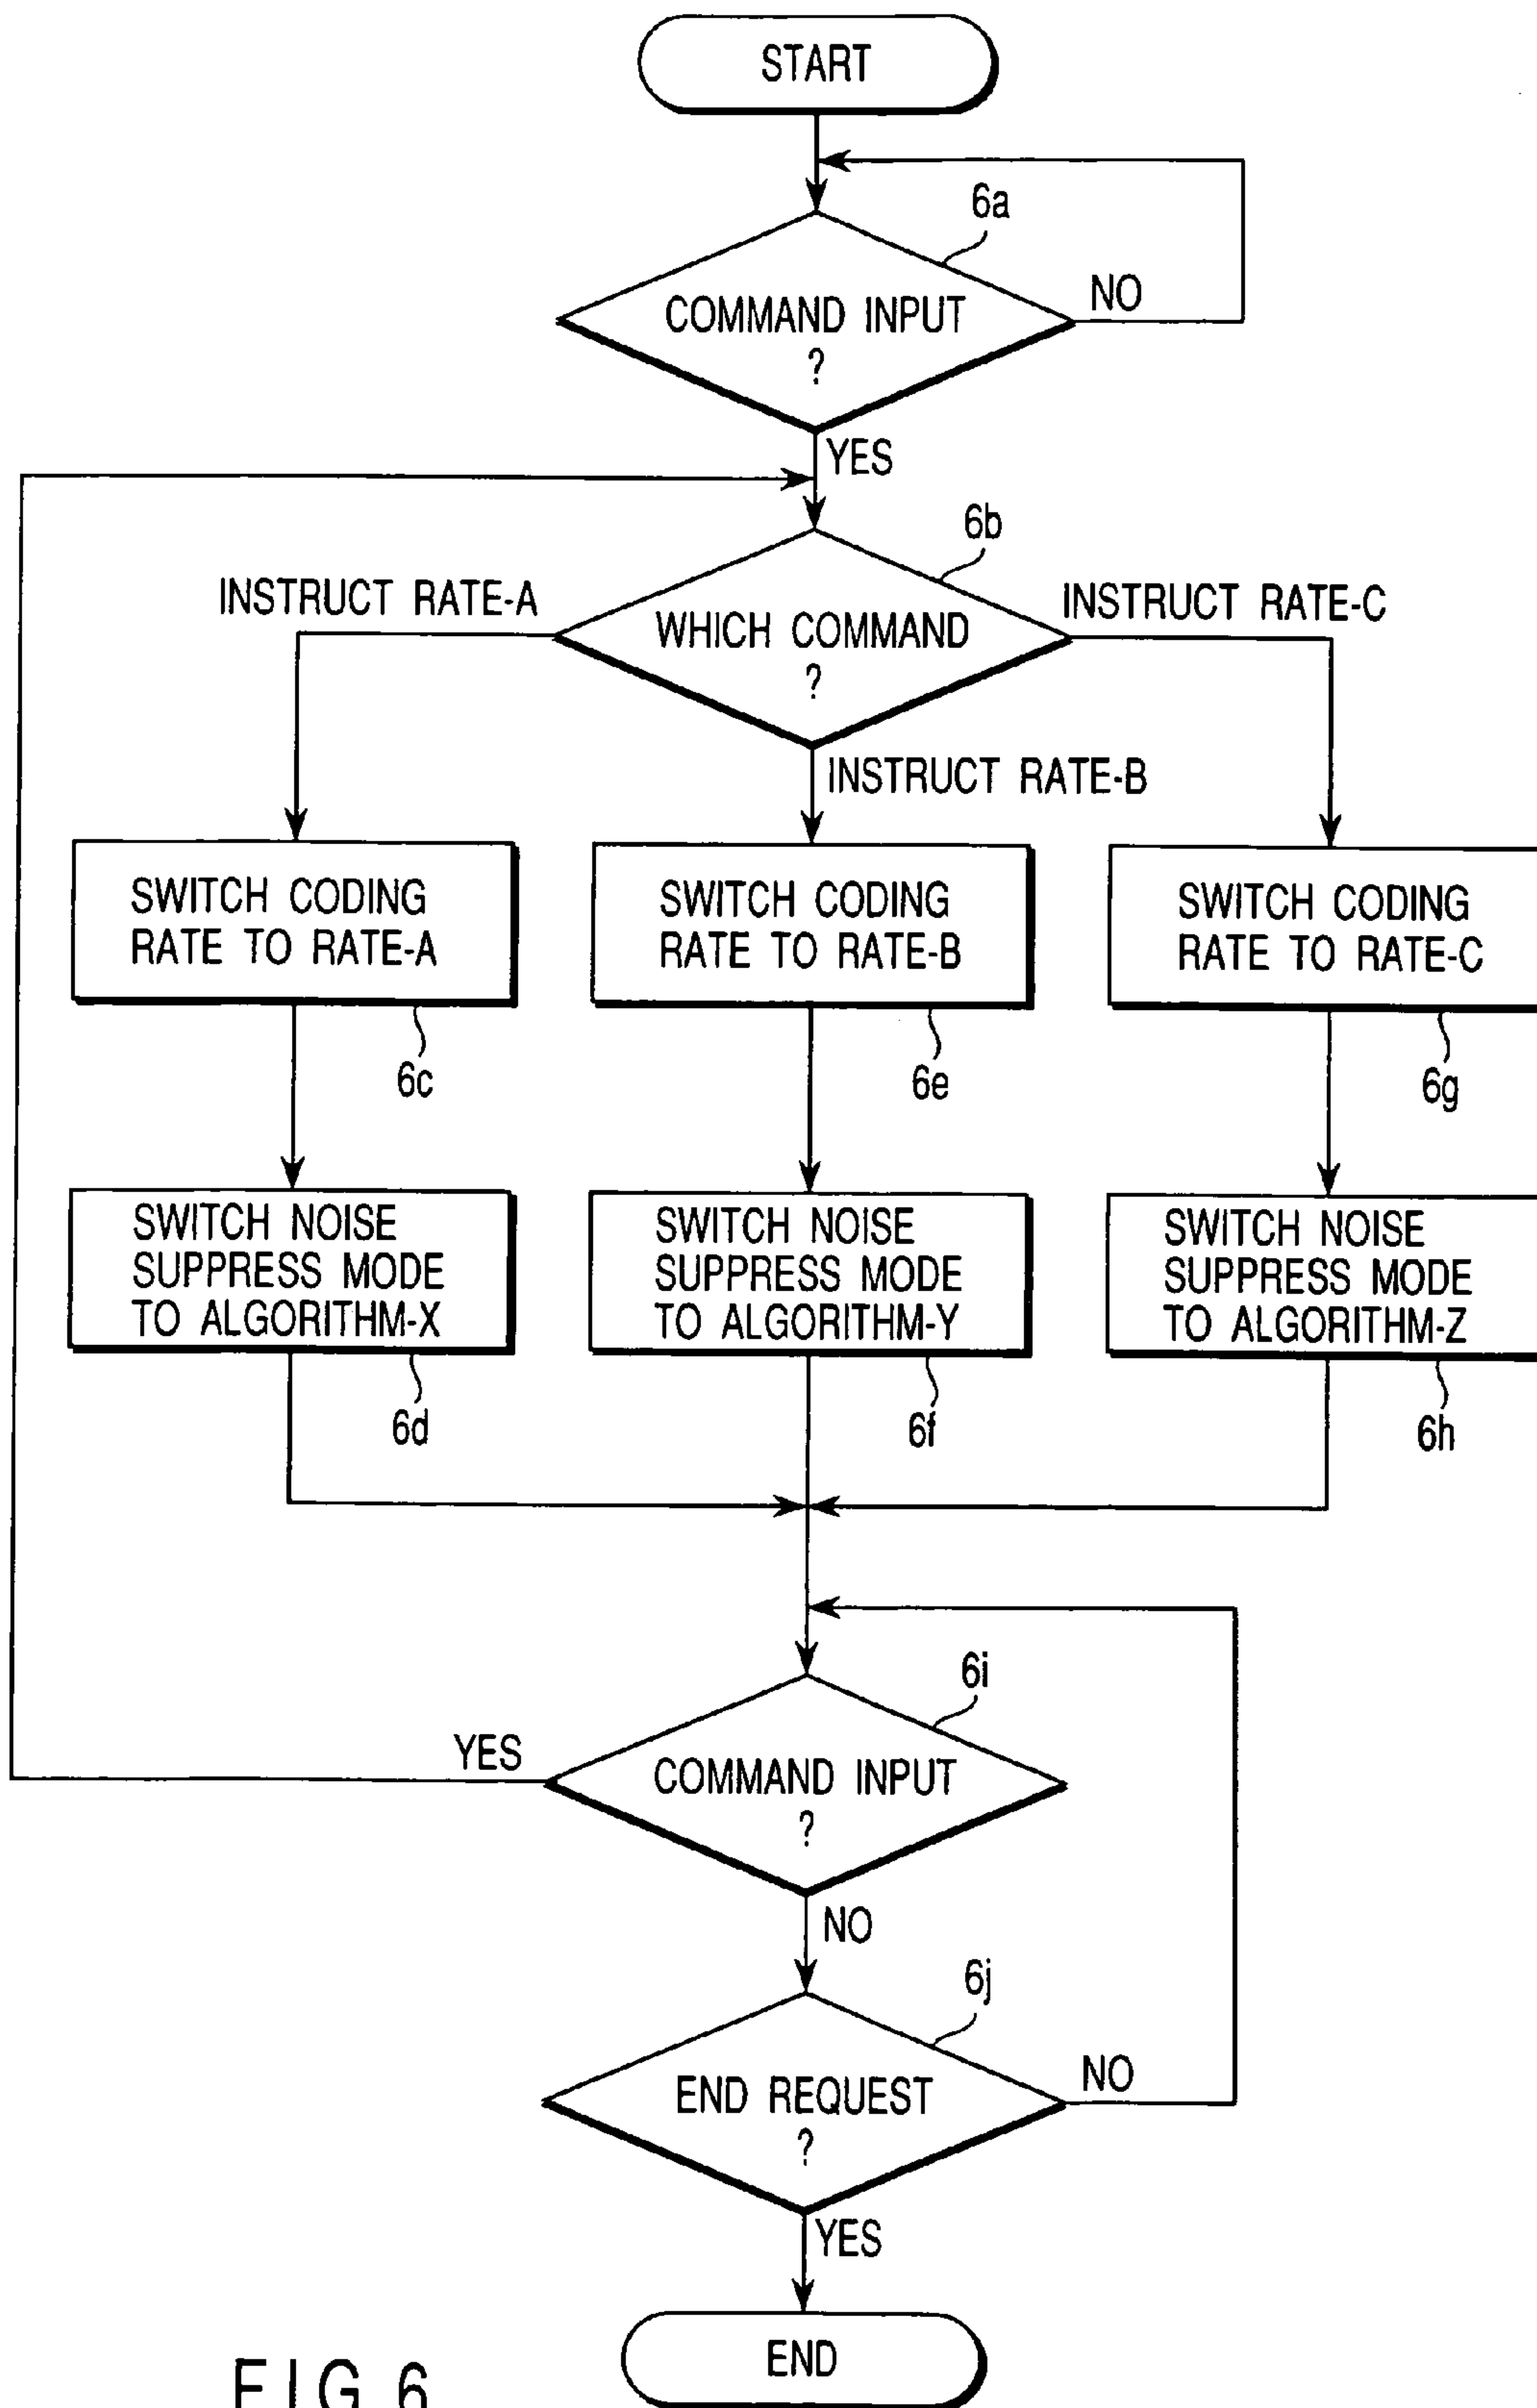 START
6a
COMMAND INPUT
?
NO
YES
6b
INSTRUCT RATE-A
WHICH COMMAND
?
INSTRUCT RATE-C
INSTRUCT RATE-B
SWITCH CODING
RATE TO RATE-A
SWITCH CODING
RATE TO RATE-B
SWITCH CODING
RATE TO RATE-C
6c
6e
6g
SWITCH NOISE
SUPPRESS MODE
TO ALGORITHM-X
SWITCH NOISE
SUPPRESS MODE
TO ALGORITHM-Y
SWITCH NOISE
SUPPRESS MODE
TO ALGORITHM-Z
6d
6f
6h
6i
YES
COMMAND INPUT
?
NO
6j
END REQUEST
?
NO
YES
END
FIG. 6